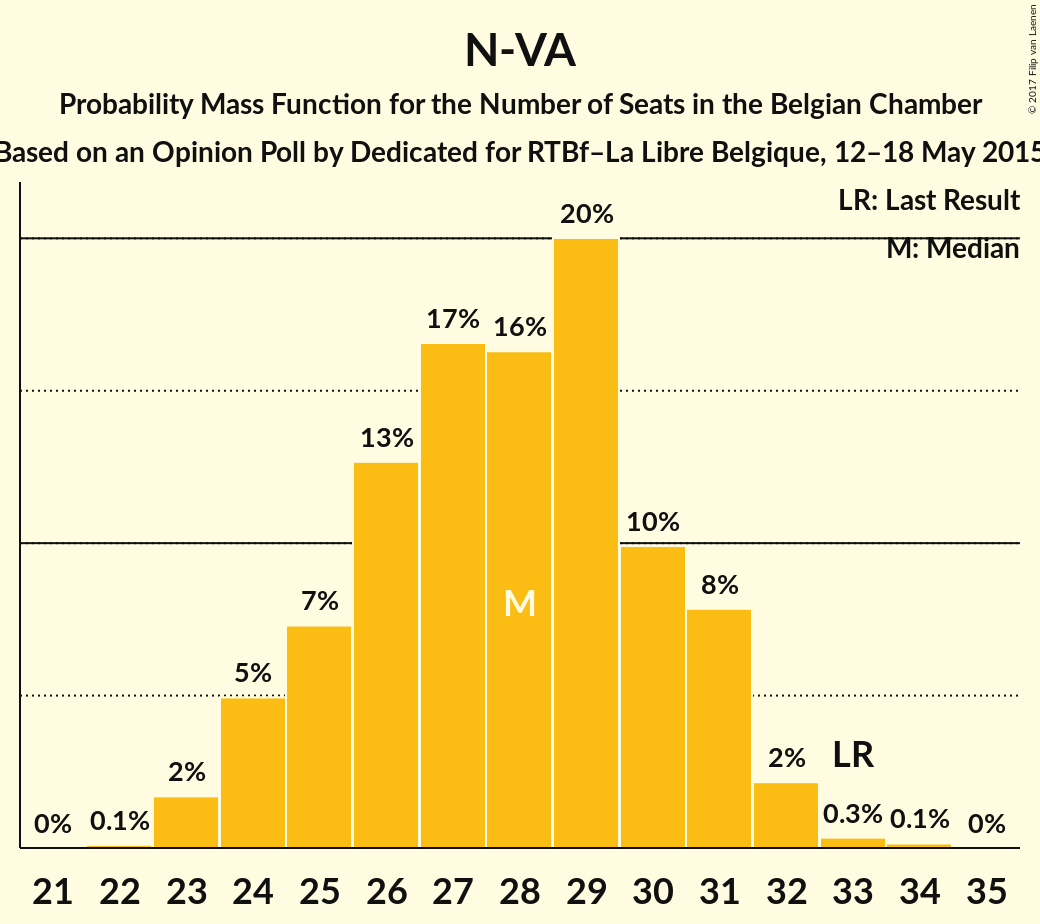 N-VA
Probability Mass Function for the Number of Seats in the Belgian Chamber
Based on an Opinion Poll by Dedicated for RTBf–La Libre Belgique, 12–18 May 2015
© 2017 Filip van Laenen
LR: Last Result
M: Median
20%
17%
16%
13%
10%
8%
7%
M
5%
2%
2%
LR
0%
0.1%
0.3%
0.1%
0%
21 22 23 24 25 26 27 28 29 30 31 32 33 34 35